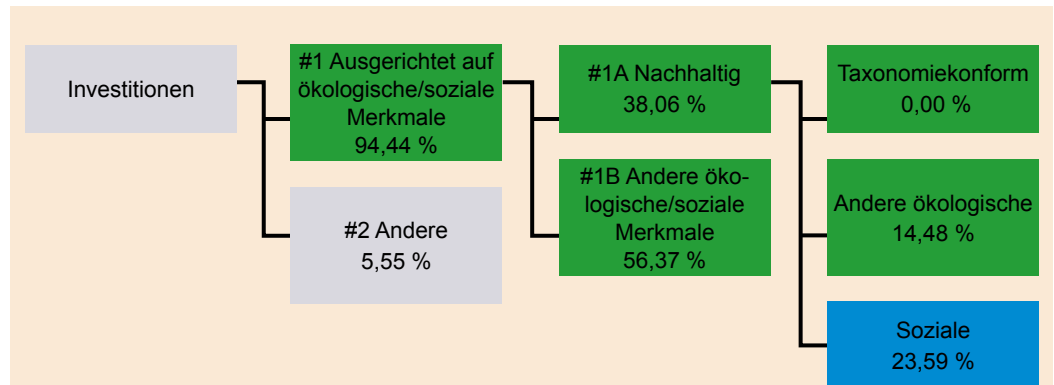 Investitionen
#1 Ausgerichtet auf
ökologische/soziale
Merkmale
94,44 %
#2 Andere
5,55 %
#1A Nachhaltig
38,06 %
#1B Andere öko-
logische/soziale
Merkmale
56,37 %
Taxonomiekonform
0,00 %
Andere ökologische
14,48 %
Soziale
23,59 %